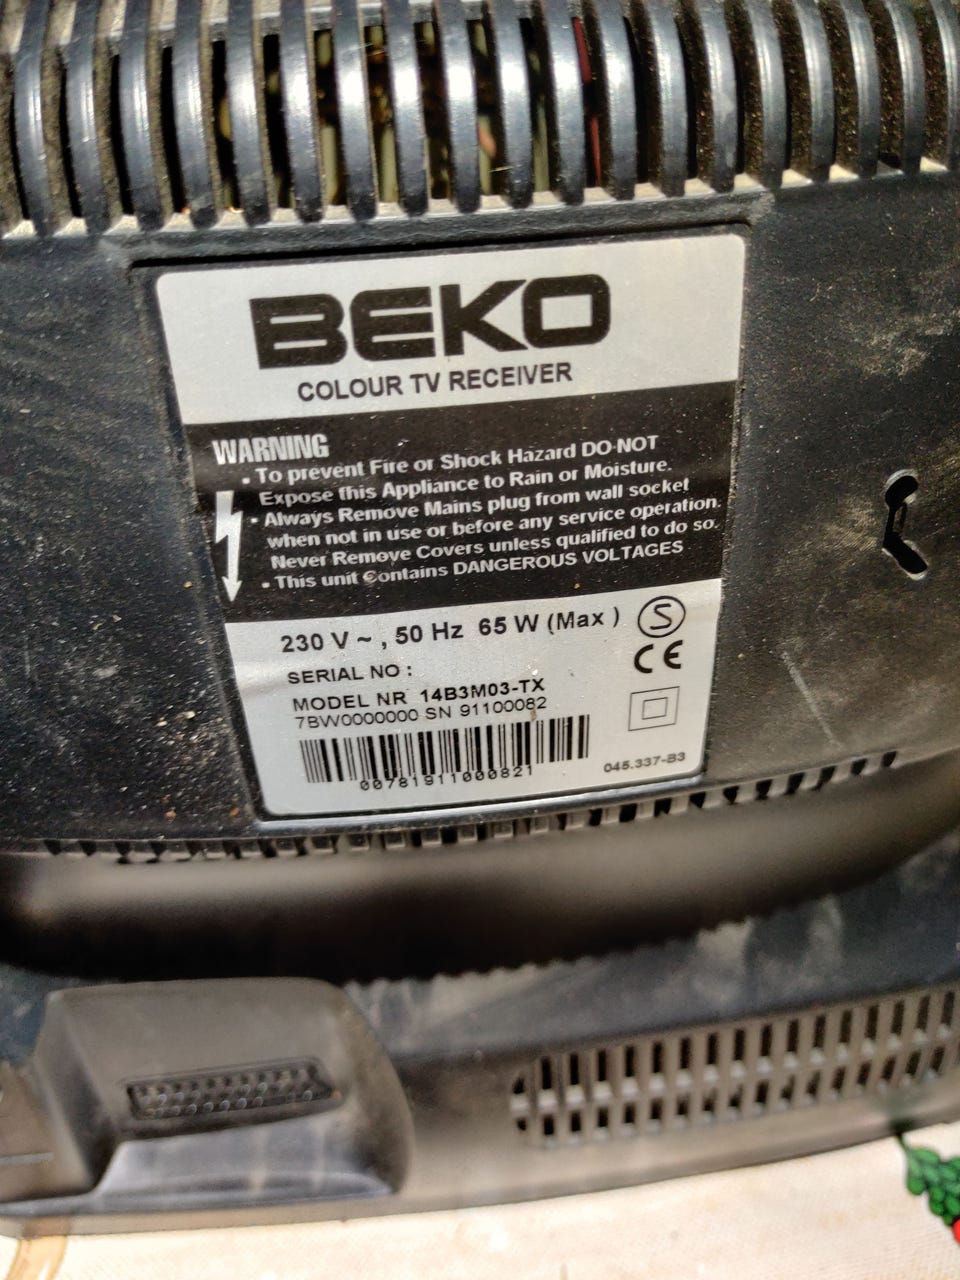 BEKO
COLOUR TV RECEIVER
WARNING
• To prevent Fire or Shock Hazard DO-NOT
Expose this Appliance to Rain or Moisture.
• Always Remove Mains plug from wall socket
when not in use or before any service operation.
Never Remove Covers unless qualified to do so.
• This unit Contains DANGEROUS VOLTAGES
230 V ~ , 50 Hz 65 W (Max )
S
CE
SERIAL NO :
MODEL NR 14B3M03-TX
7BW0000000 SN 91100082
00781911000821
045.337-B3